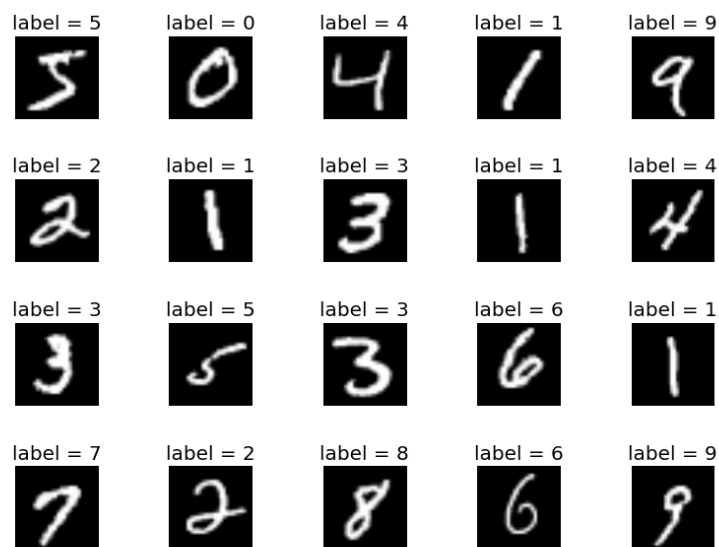 label = 5 label = 0 label = 4 label = 1 label = 9
5 0 4 1 9
label = 2 label = 1 label = 3 label = 1 label = 4
2 1 3 1 4
label = 3 label = 5 label = 3 label = 6 label = 1
3 5 3 6 1
label = 7 label = 2 label = 8 label = 6 label = 9
7 2 8 6 9